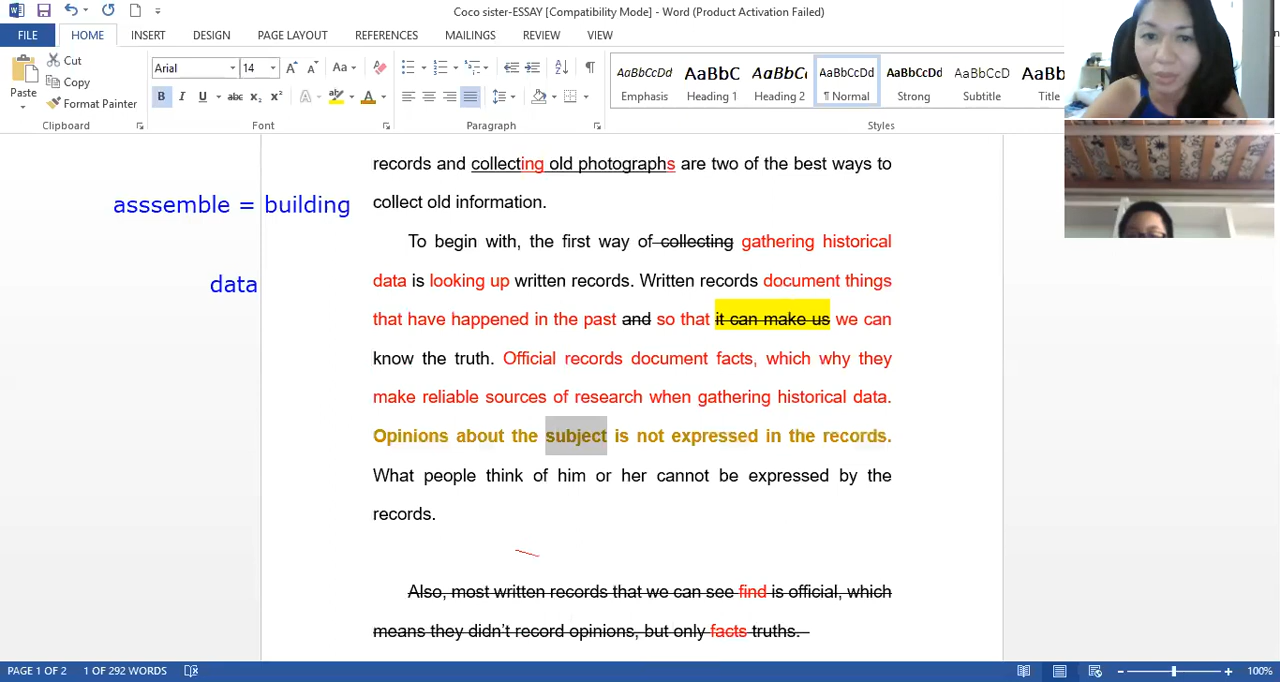 Coco sister-ESSAY [Compatibility Mode] - Word (Product Activation Failed)
FILE HOME INSERT DESIGN PAGE LAYOUT REFERENCES MAILINGS REVIEW VIEW
Cut
Copy
Format Painter
Paste
Arial 14
AaBbCcDd AaBbC AaBbCc AaBbCcDd AaBbCcDd AaBbCcD AaBb
Emphasis Heading 1 Heading 2 ¶ Normal Strong Subtitle Title
Clipboard Font Paragraph Styles
records and collecting old photographs are two of the best ways to
collect old information.
asssemble = building
data
To begin with, the first way of collecting gathering historical
data is looking up written records. Written records document things
that have happened in the past and so that it can make us we can
know the truth. Official records document facts, which why they
make reliable sources of research when gathering historical data.
Opinions about the subject is not expressed in the records.
What people think of him or her cannot be expressed by the
records.
Also, most written records that we can see find is official, which
means they didn't record opinions, but only facts truths.
PAGE 1 OF 2 1 OF 292 WORDS 100%